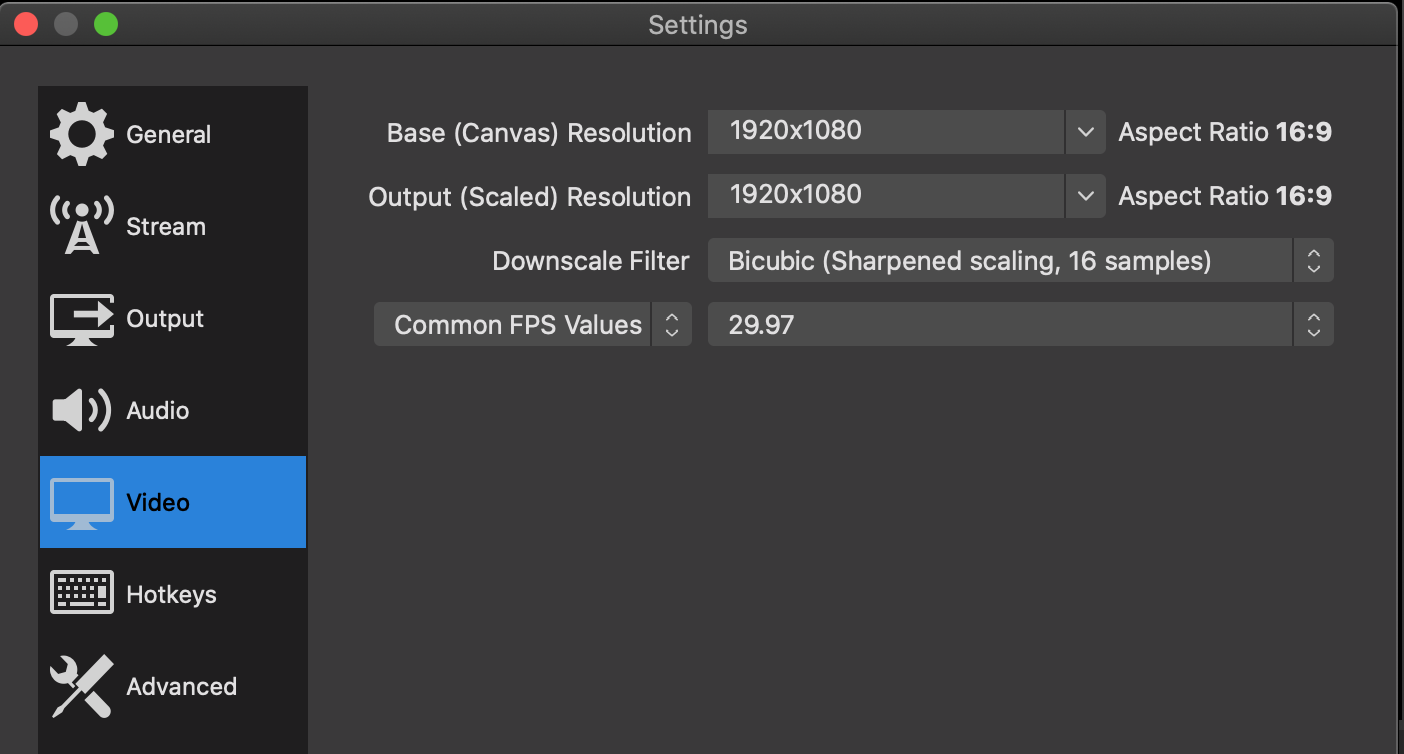 Settings
General
Stream
Output
Audio
Video
Hotkeys
Advanced
Base (Canvas) Resolution 1920x1080 Aspect Ratio 16:9
Output (Scaled) Resolution 1920x1080 Aspect Ratio 16:9
Downscale Filter Bicubic (Sharpened scaling, 16 samples)
Common FPS Values 29.97